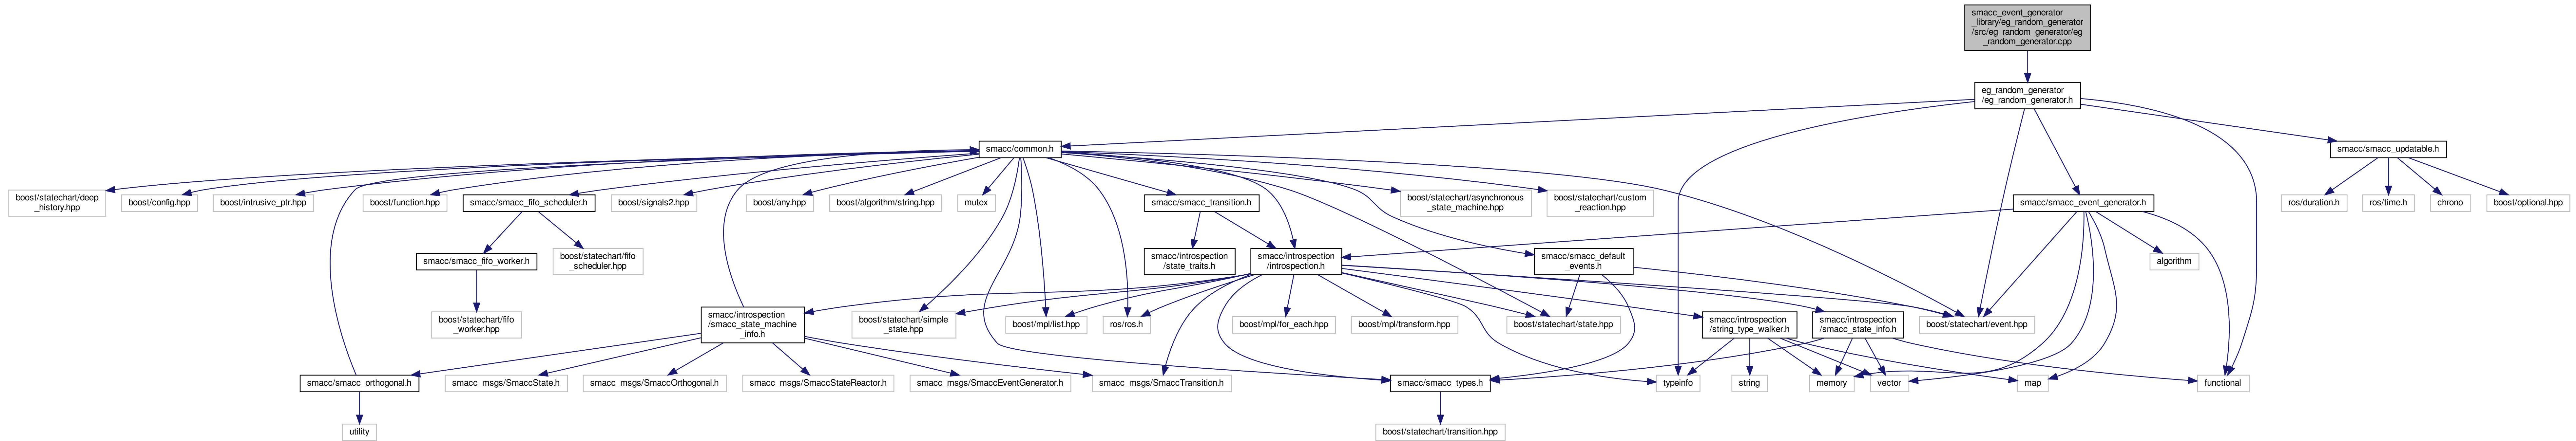 smacc_event_generator
_library/eg_random_generator
/src/eg_random_generator/eg
_random_generator.cpp
eg_random_generator
/eg_random_generator.h
smacc/common.h
smacc/smacc_updatable.h
boost/statechart/deep
_history.hpp
boost/config.hpp
boost/intrusive_ptr.hpp
boost/function.hpp
smacc/smacc_fifo_scheduler.h
boost/signals2.hpp
boost/any.hpp
boost/algorithm/string.hpp
mutex
smacc/smacc_transition.h
boost/statechart/asynchronous
_state_machine.hpp
boost/statechart/custom
_reaction.hpp
smacc/smacc_event_generator.h
ros/duration.h
ros/time.h
chrono
boost/optional.hpp
smacc/smacc_fifo_worker.h
boost/statechart/fifo
_scheduler.hpp
smacc/introspection
/state_traits.h
smacc/introspection
/introspection.h
smacc/smacc_default
_events.h
algorithm
boost/statechart/fifo
_worker.hpp
smacc/introspection
/smacc_state_machine
_info.h
boost/statechart/simple
_state.hpp
boost/mpl/list.hpp
ros/ros.h
boost/mpl/for_each.hpp
boost/mpl/transform.hpp
boost/statechart/state.hpp
smacc/introspection
/string_type_walker.h
smacc/introspection
/smacc_state_info.h
boost/statechart/event.hpp
smacc/smacc_orthogonal.h
smacc_msgs/SmaccState.h
smacc_msgs/SmaccOrthogonal.h
smacc_msgs/SmaccStateReactor.h
smacc_msgs/SmaccEventGenerator.h
smacc_msgs/SmaccTransition.h
smacc/smacc_types.h
typeinfo
string
memory
vector
map
functional
utility
boost/statechart/transition.hpp